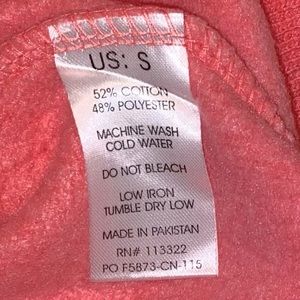 US: S
52% COTTON
48% POLYESTER
MACHINE WASH
COLD WATER
DO NOT BLEACH
LOW IRON
TUMBLE DRY LOW
MADE IN PAKISTAN
RN# 113322
PO F5873-CN-115